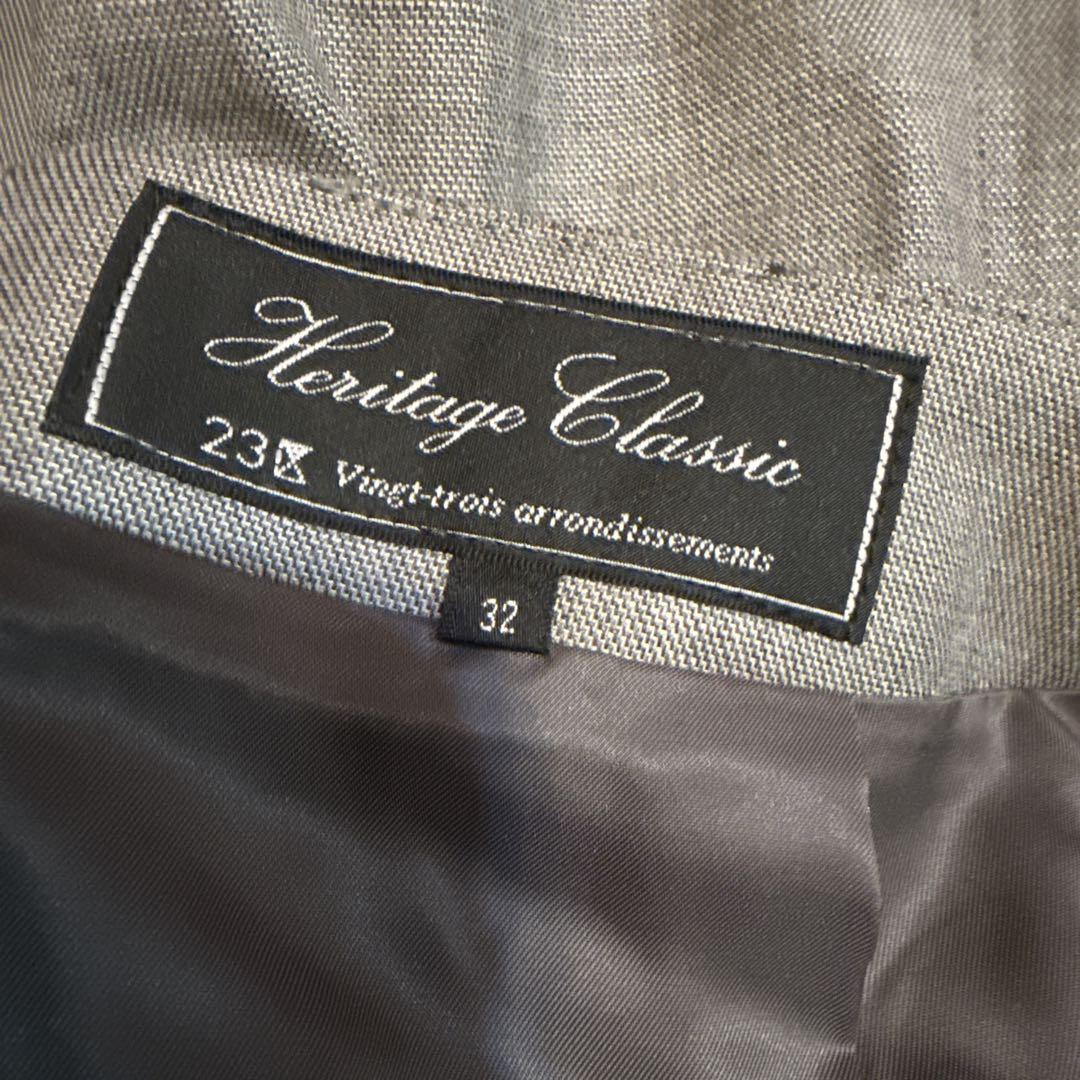 Heritage Classic
23区 Vingt-trois arrondissements
32